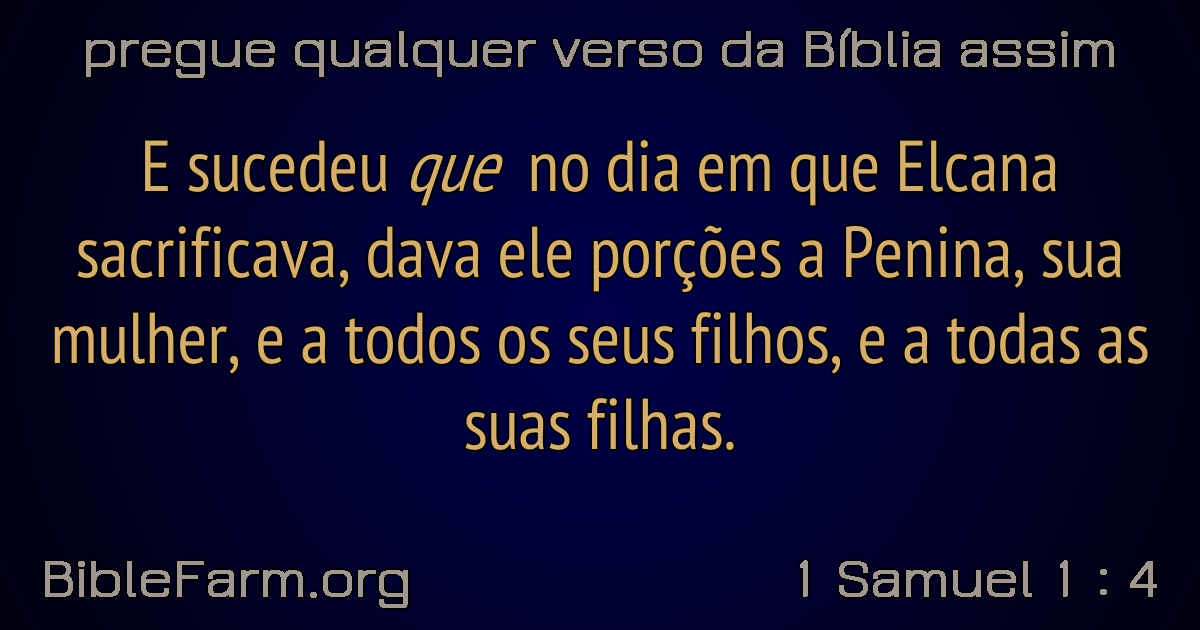 pregue qualquer verso da Bíblia assim
E sucedeu que no dia em que Elcana
sacrificava, dava ele porções a Penina, sua
mulher, e a todos os seus filhos, e a todas as
suas filhas.
BibleFarm.org
1 Samuel 1 : 4